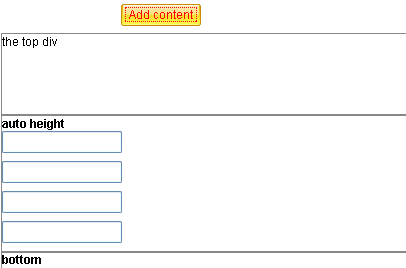 Add content
the top div
auto height
bottom